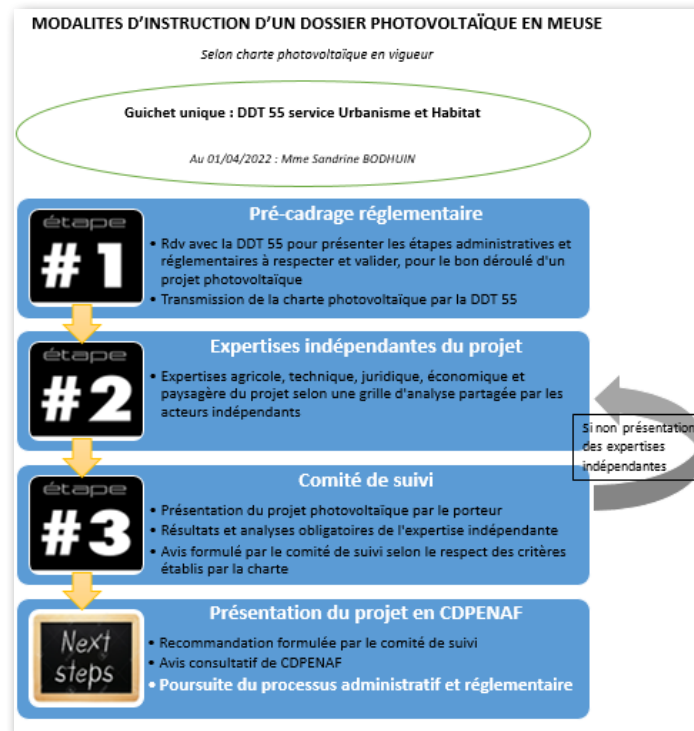 MODALITES D'INSTRUCTION D'UN DOSSIER PHOTOVOLTAÏQUE EN MEUSE
Selon charte photovoltaïque en vigueur
Guichet unique : DDT 55 service Urbanisme et Habitat
Au 01/04/2022 : Mme Sandrine BODHUIN
étape
#1
Pré-cadrage réglementaire
• Rdv avec la DDT 55 pour présenter les étapes administratives et
réglementaires à respecter et valider, pour le bon déroulé d'un
projet photovoltaïque
• Transmission de la charte photovoltaïque par la DDT 55
étape
#2
Expertises indépendantes du projet
• Expertises agricole, technique, juridique, économique et
paysagère du projet selon une grille d'analyse partagée par les
acteurs indépendants
Si non présentation
des expertises
indépendantes
étape
#3
Comité de suivi
• Présentation du projet photovoltaïque par le porteur
• Résultats et analyses obligatoires de l'expertise indépendante
• Avis formulé par le comité de suivi selon le respect des critères
établis par la charte
Next
steps
Présentation du projet en CDPENAF
• Recommandation formulée par le comité de suivi
• Avis consultatif de CDPENAF
• Poursuite du processus administratif et réglementaire